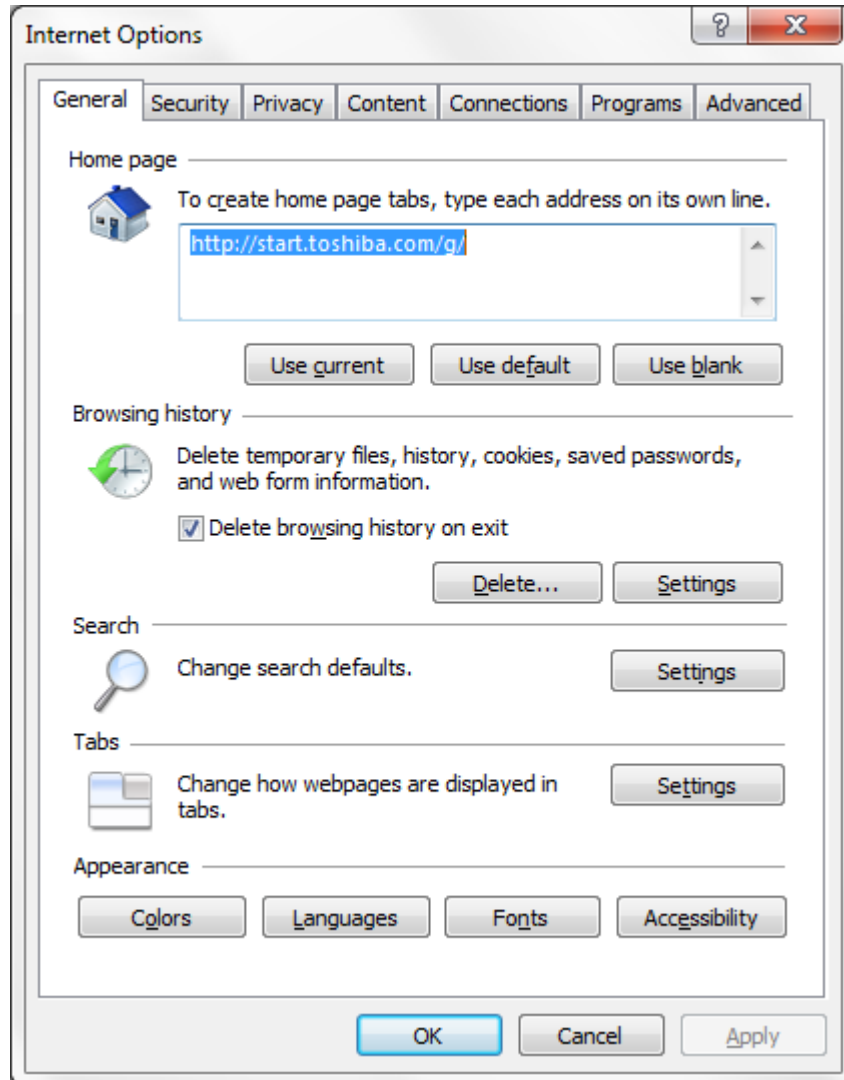 Internet Options
General Security Privacy Content Connections Programs Advanced
Home page
To create home page tabs, type each address on its own line.
http://start.toshiba.com/g/
Use current Use default Use blank
Browsing history
Delete temporary files, history, cookies, saved passwords,
and web form information.
Delete browsing history on exit
Delete... Settings
Search
Change search defaults. Settings
Tabs
Change how webpages are displayed in Settings
tabs.
Appearance
Colors Languages Fonts Accessibility
OK Cancel Apply